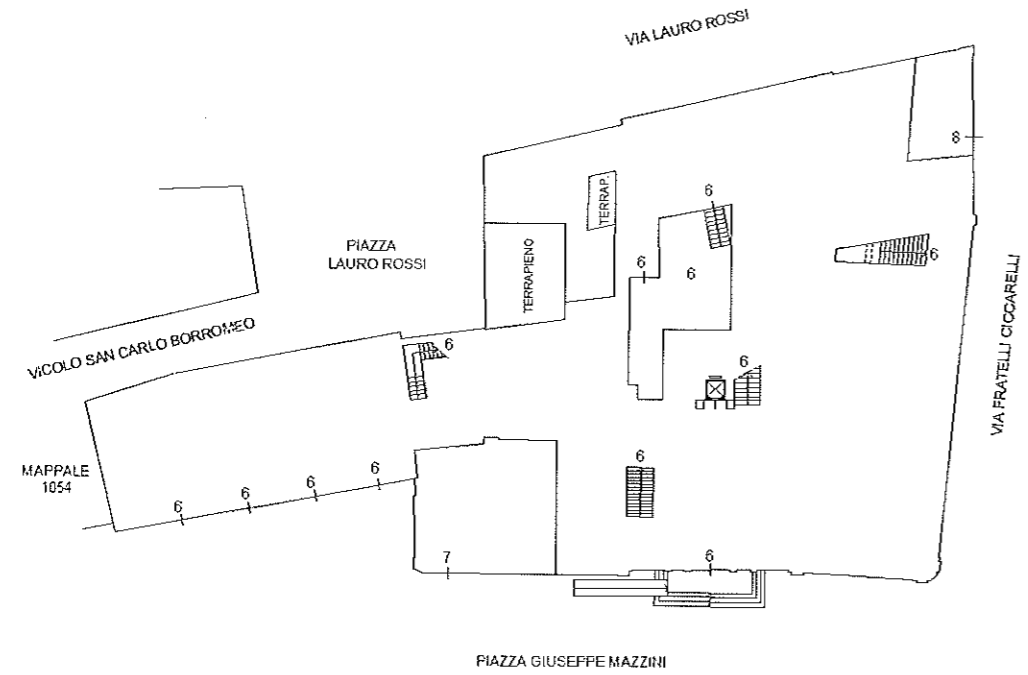 VIA LAURO ROSSI
8
6
TERRAP.
PIAZZA
LAURO ROSSI
TERRAPIENO
6
6
6
VIA FRATELLI CICCARELLI
VICOLO SAN CARLO BORROMEO
6
6
MAPPALE
1054
6
6
6
6
6
7
6
PIAZZA GIUSEPPE MAZZINI